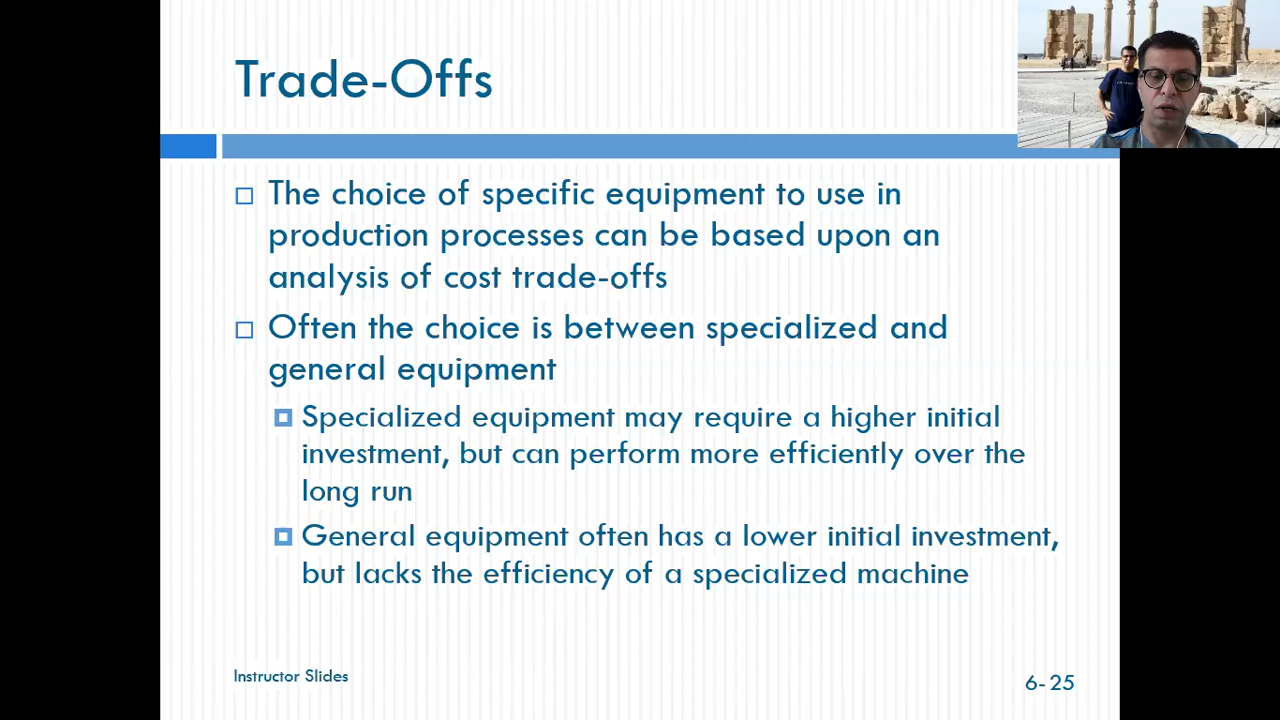 Trade-Offs
The choice of specific equipment to use in
production processes can be based upon an
analysis of cost trade-offs
Often the choice is between specialized and
general equipment
Specialized equipment may require a higher initial
investment, but can perform more efficiently over the
long run
General equipment often has a lower initial investment,
but lacks the efficiency of a specialized machine
Instructor Slides
6-25